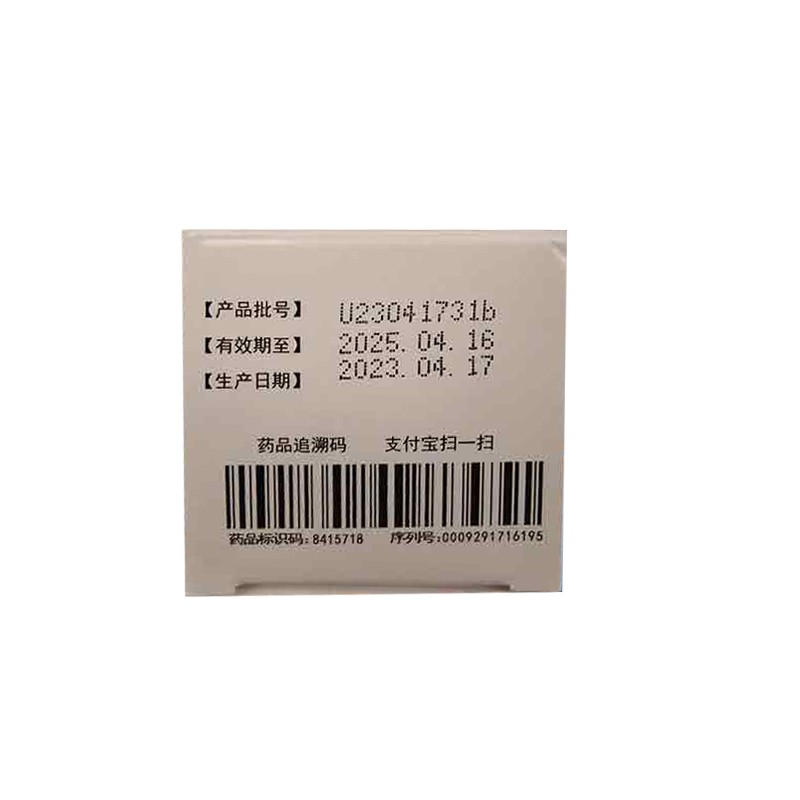 【产品批号】 U23041731b
【有效期至】 2025. 04. 16
【生产日期】 2023. 04. 17
药品追溯码 支付宝扫一扫
药品标识码:8415718 序列号:0009291716195